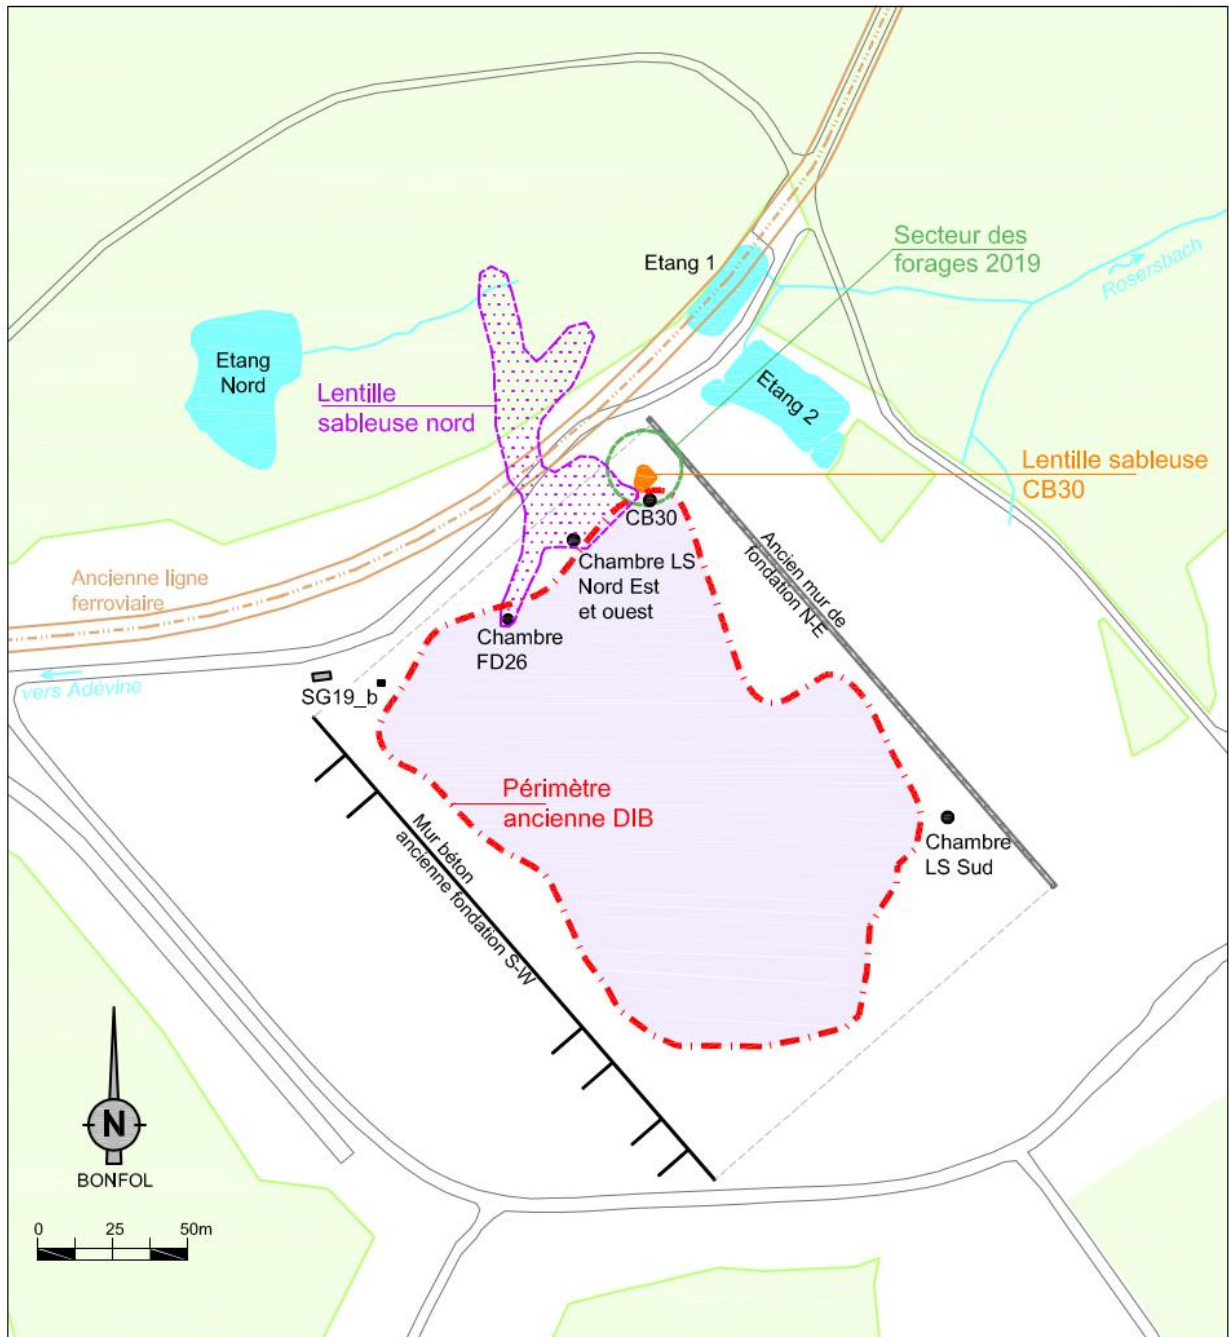 Secteur des
forages 2019
Rosersbach
Etang 1
Etang
Nord
Etang 2
Lentille
sableuse nord
Lentille sableuse
CB30
CB30
Ancien mur de
fondation N-E
Chambre LS
Nord Est
et ouest
Ancienne ligne
ferroviaire
Chambre
FD26
vers Adévine
SG19_b
Périmètre
ancienne DIB
Mur béton
ancienne fondation S-W
Chambre
LS Sud
N
BONFOL
0 25 50m